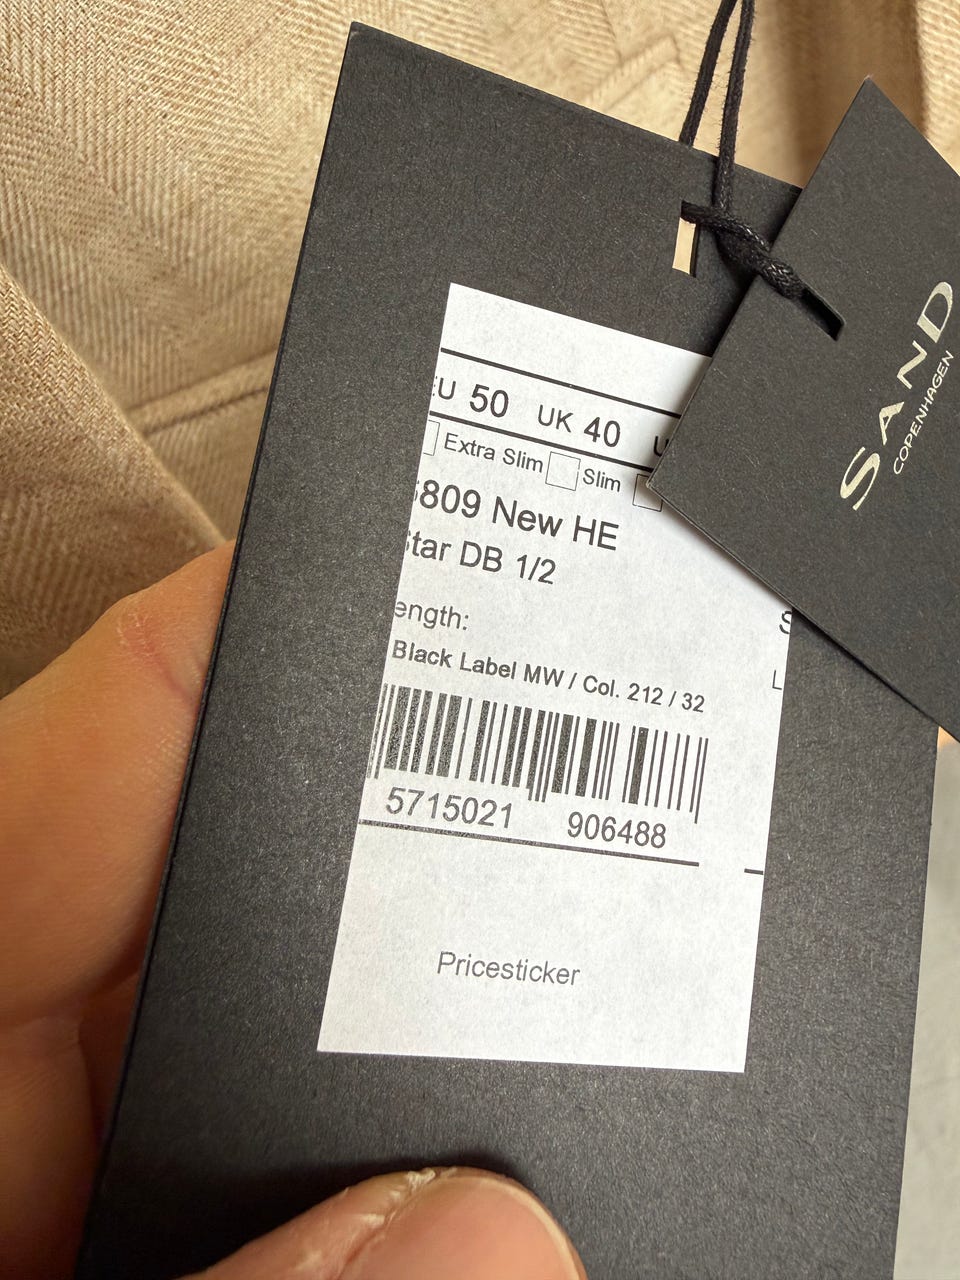 EU 50 UK 40 U
Extra Slim Slim
809 New HE
Star DB 1/2
ength:
S
Black Label MW / Col. 212 / 32
L
5715021 906488
Pricesticker
SAND
COPENHAGEN